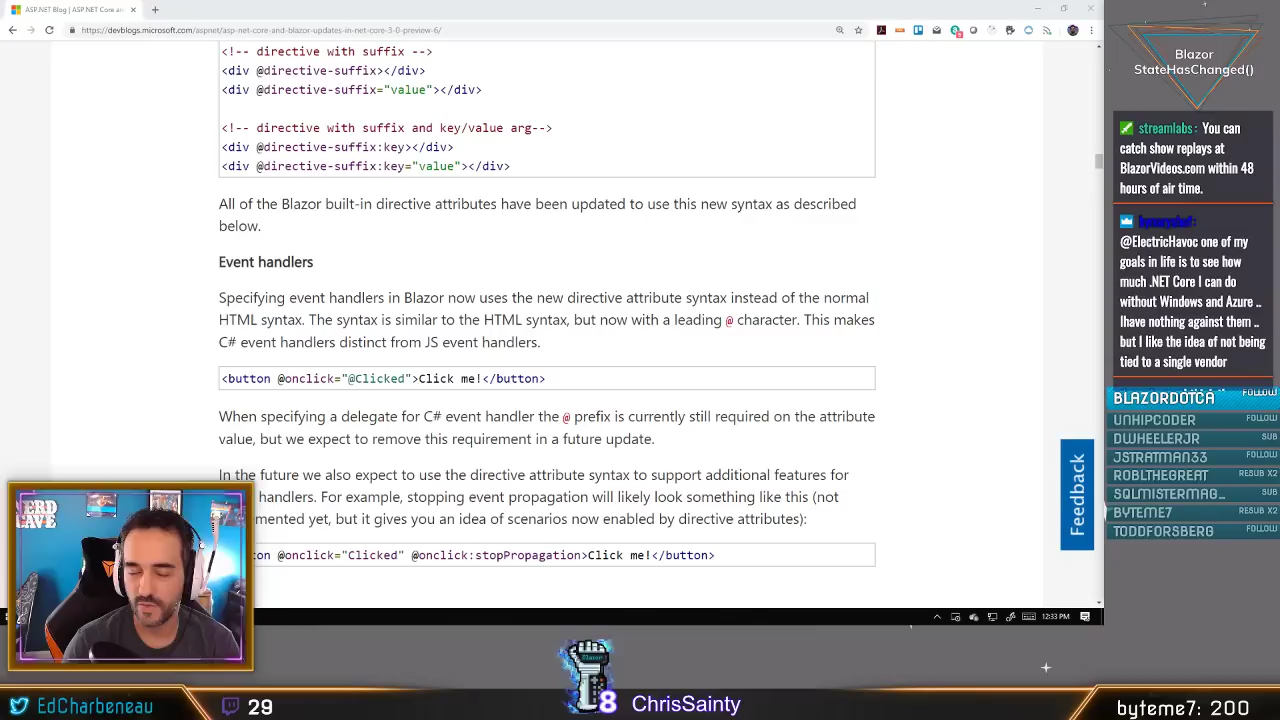 ASP.NET Blog | ASP.NET Core an
https://devblogs.microsoft.com/aspnet/asp-net-core-and-blazor-updates-in-net-core-3-0-preview-6/
<!-- directive with suffix -->
<div @directive-suffix></div>
<div @directive-suffix="value"></div>
<!-- directive with suffix and key/value arg-->
<div @directive-suffix:key></div>
<div @directive-suffix:key="value"></div>
All of the Blazor built-in directive attributes have been updated to use this new syntax as described
below.
Event handlers
Specifying event handlers in Blazor now uses the new directive attribute syntax instead of the normal
HTML syntax. The syntax is similar to the HTML syntax, but now with a leading @ character. This makes
C# event handlers distinct from JS event handlers.
<button @onclick="@Clicked">Click me!</button>
When specifying a delegate for C# event handler the @ prefix is currently still required on the attribute
value, but we expect to remove this requirement in a future update.
In the future we also expect to use the directive attribute syntax to support additional features for
handlers. For example, stopping event propagation will likely look something like this (not
mented yet, but it gives you an idea of scenarios now enabled by directive attributes):
on @onclick="Clicked" @onclick:stopPropagation>Click me!</button>
Feedback
12:33 PM
NERD
CAVE
Blazor
StateHasChanged()
streamlabs: You can
catch show replays at
BlazorVideos.com within 48
hours of air time.
@ElectricHavoc one of my
goals in life is to see how
much .NET Core I can do
without Windows and Azure ..
Ihave nothing against them ..
but I like the idea of not being
tied to a single vendor
BLAZORDOTCA FOLLOW
UNHIPCODER FOLLOW
DWHEELERJR SUB
JSTRATMAN33 FOLLOW
ROBLTHEGREAT RESUB X2
SQLMISTERMAG... SUB
BYTEME7 RESUB X2
TODDFORSBERG FOLLOW
EdCharbeneau
29
Blazor
8 ChrisSainty
byteme7: 200